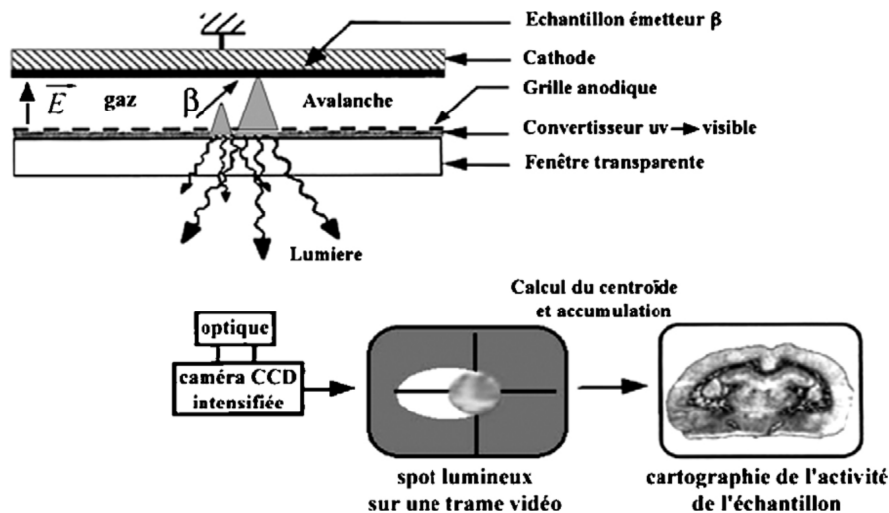 Echantillon émetteur β
Cathode
Grille anodique
E gaz β Avalanche
Convertisseur uv → visible
Fenêtre transparente
Lumiere
Calcul du centroïde
et accumulation
optique
caméra CCD
intensifiée
spot lumineux
sur une trame vidéo
cartographie de l'activité
de l'échantillon